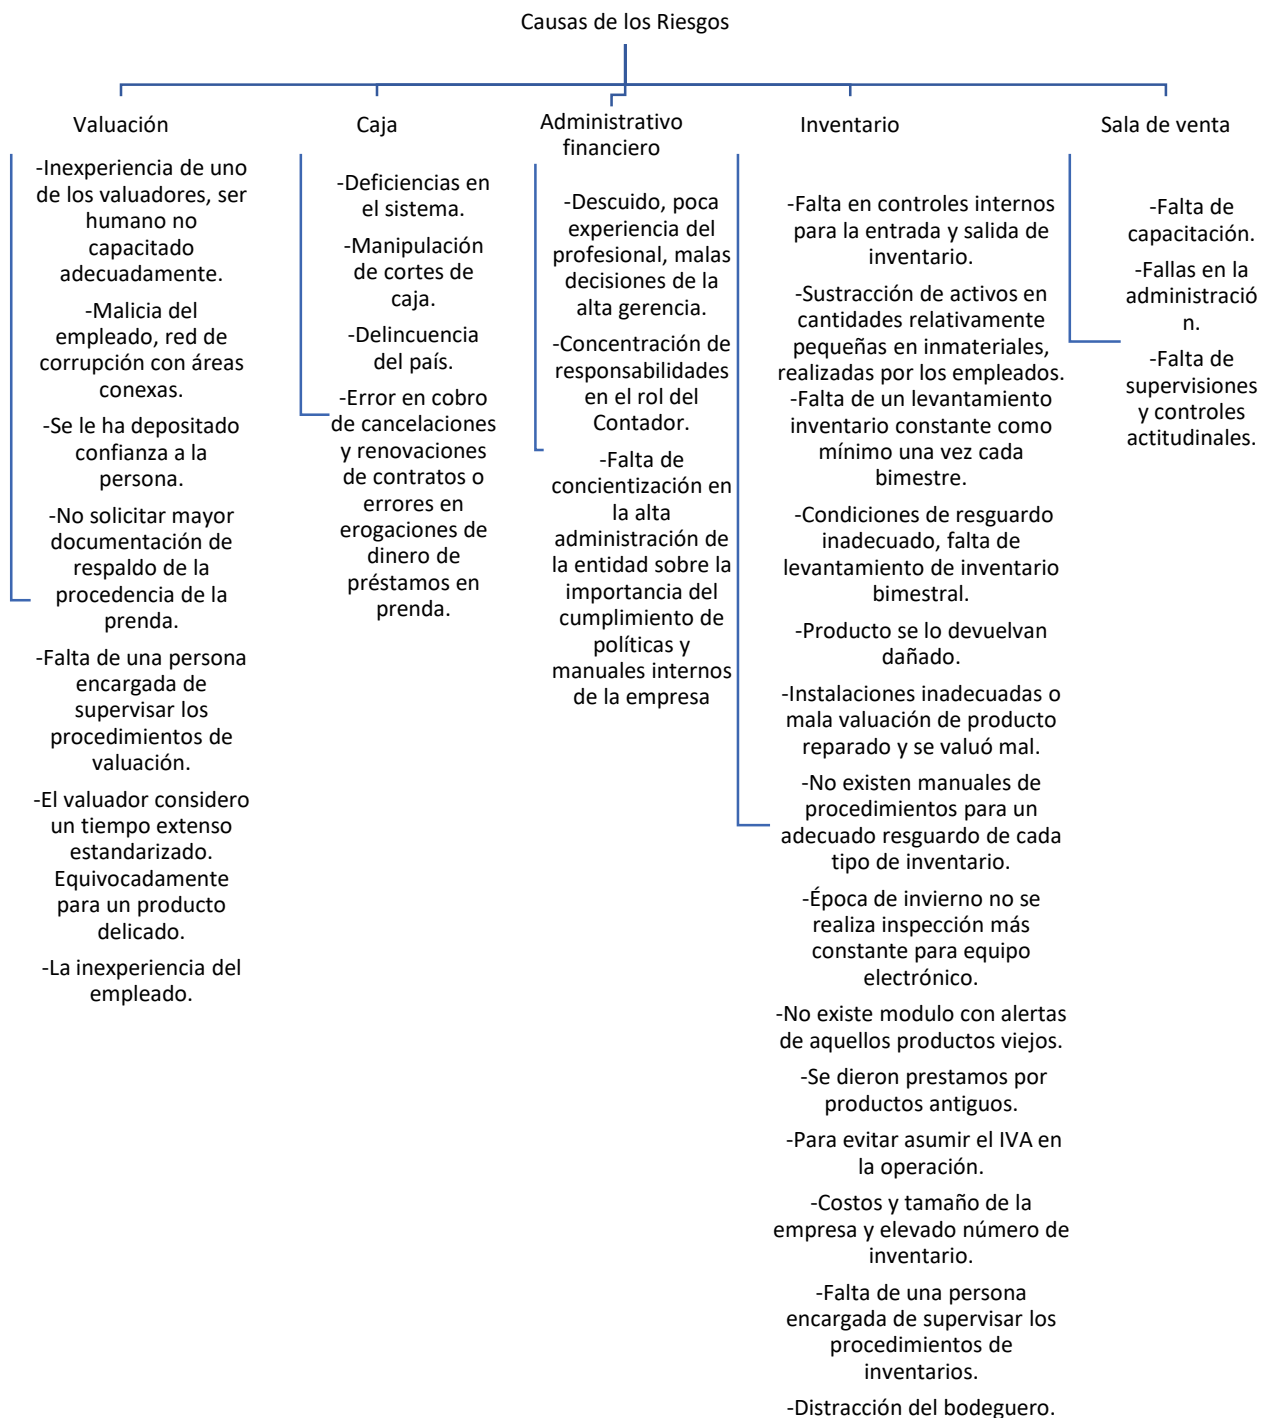 Causas de los Riesgos
Valuación
-Inexperiencia de uno
de los valuadores, ser
humano no
capacitado
adecuadamente.
-Malicia del
empleado, red de
corrupción con áreas
conexas.
-Se le ha depositado
confianza a la
persona.
-No solicitar mayor
documentación de
respaldo de la
procedencia de la
prenda.
-Falta de una persona
encargada de
supervisar los
procedimientos de
valuación.
-El valuador considero
un tiempo extenso
estandarizado.
Equivocadamente
para un producto
delicado.
-La inexperiencia del
empleado.
Caja
-Deficiencias en
el sistema.
-Manipulación
de cortes de
caja.
-Delincuencia
del país.
-Error en cobro
de cancelaciones
y renovaciones
de contratos o
errores en
erogaciones de
dinero de
préstamos en
prenda.
Administrativo
financiero
-Descuido, poca
experiencia del
profesional, malas
decisiones de la
alta gerencia.
-Concentración de
responsabilidades
en el rol del
Contador.
-Falta de
concientización en
la alta
administración de
la entidad sobre la
importancia del
cumplimiento de
políticas y
manuales internos
de la empresa
Inventario
-Falta en controles internos
para la entrada y salida de
inventario.
-Sustracción de activos en
cantidades relativamente
pequeñas en inmateriales,
realizadas por los empleados.
-Falta de un levantamiento
inventario constante como
mínimo una vez cada
bimestre.
-Condiciones de resguardo
inadecuado, falta de
levantamiento de inventario
bimestral.
-Producto se lo devuelvan
dañado.
-Instalaciones inadecuadas o
mala valuación de producto
reparado y se valuó mal.
-No existen manuales de
procedimientos para un
adecuado resguardo de cada
tipo de inventario.
-Época de invierno no se
realiza inspección más
constante para equipo
electrónico.
-No existe modulo con alertas
de aquellos productos viejos.
-Se dieron prestamos por
productos antiguos.
-Para evitar asumir el IVA en
la operación.
-Costos y tamaño de la
empresa y elevado número de
inventario.
-Falta de una persona
encargada de supervisar los
procedimientos de
inventarios.
-Distracción del bodeguero.
Sala de venta
-Falta de
capacitación.
-Fallas en la
administració
n.
-Falta de
supervisiones
y controles
actitudinales.